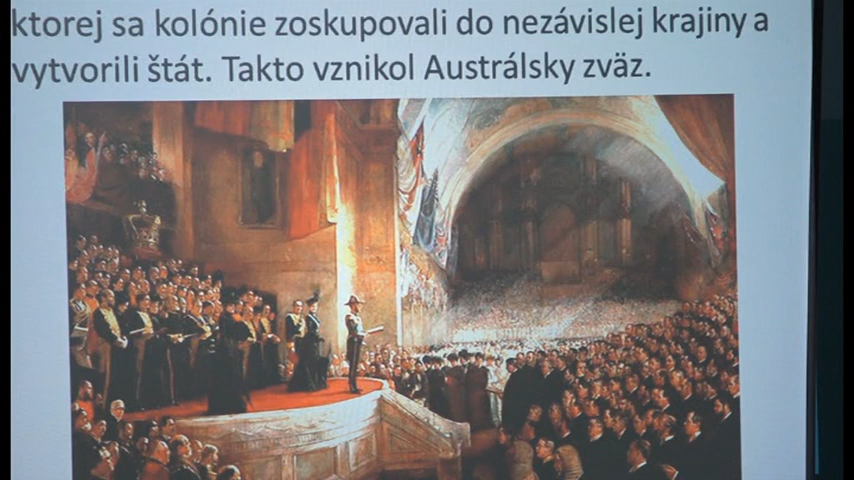 ktorej sa kolónie zoskupovali do nezávislej krajiny a
vytvorili štát. Takto vznikol Austrálsky zväz.